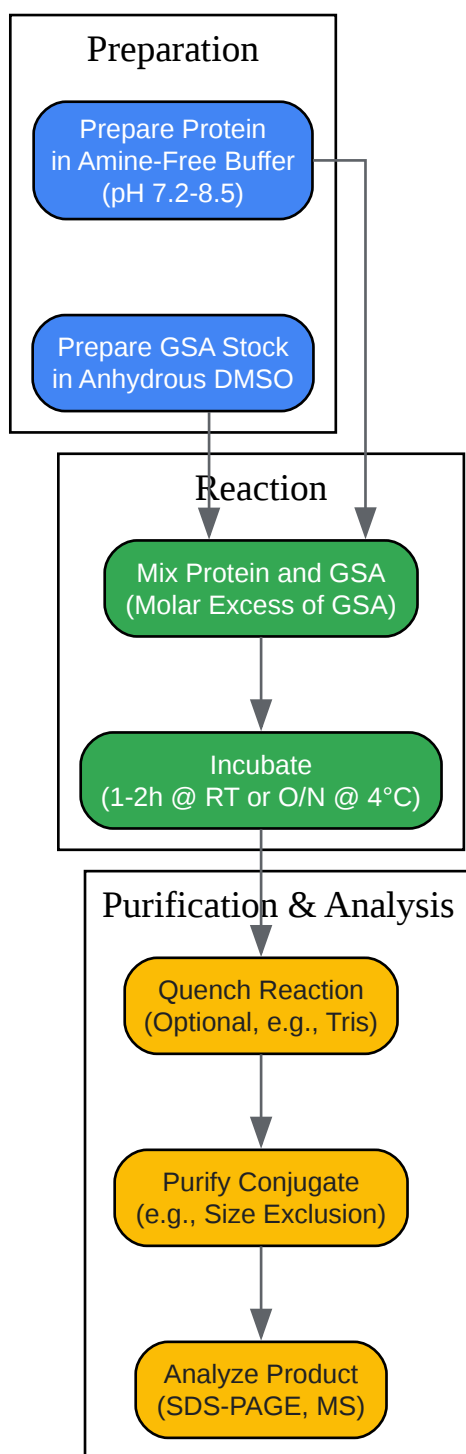 Preparation
Prepare Protein
in Amine-Free Buffer
(pH 7.2-8.5)
Prepare GSA Stock
in Anhydrous DMSO
Reaction
Mix Protein and GSA
(Molar Excess of GSA)
Incubate
(1-2h @ RT or O/N @ 4°C)
Purification & Analysis
Quench Reaction
(Optional, e.g., Tris)
Purify Conjugate
(e.g., Size Exclusion)
Analyze Product
(SDS-PAGE, MS)